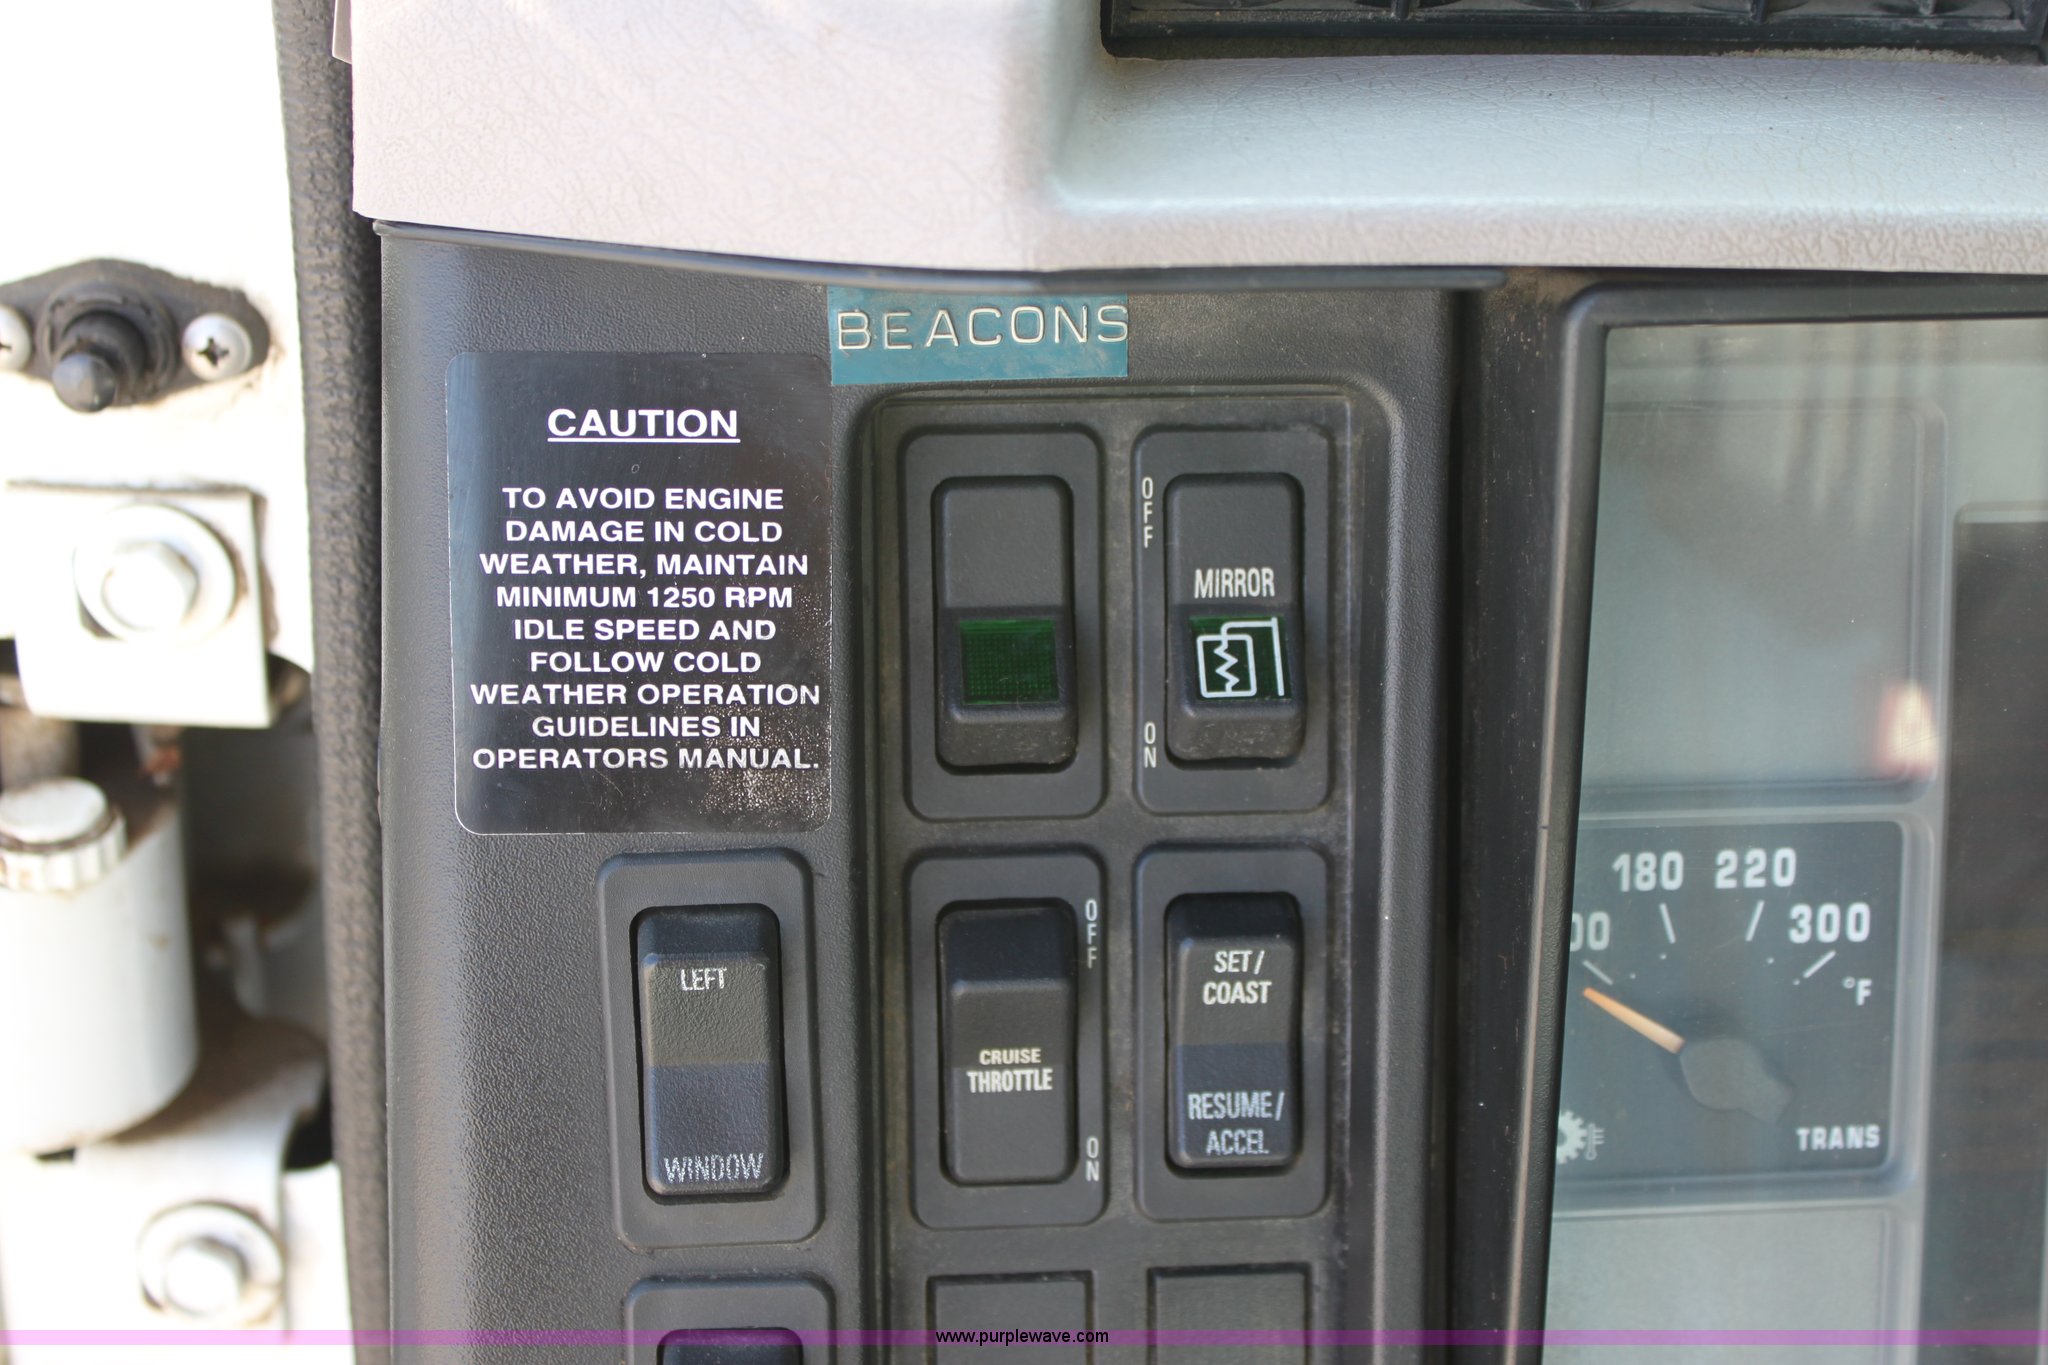 BEACONS
CAUTION
TO AVOID ENGINE
DAMAGE IN COLD
WEATHER, MAINTAIN
MINIMUM 1250 RPM
IDLE SPEED AND
FOLLOW COLD
WEATHER OPERATION
GUIDELINES IN
OPERATORS MANUAL.
OFF
MIRROR
ON
LEFT
WINDOW
OFF
CRUISE
THROTTLE
ON
SET/
COAST
RESUME/
ACCEL
180 220
300
°F
TRANS
www.purplewave.com